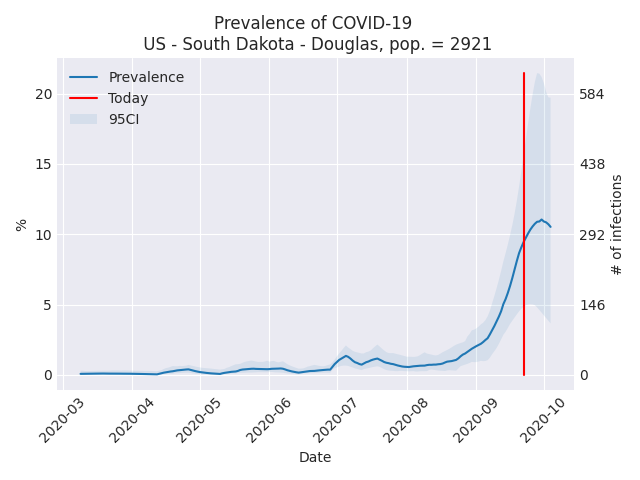 Prevalence of COVID-19
US - South Dakota - Douglas, pop. = 2921
Prevalence
Today
95CI
20
15
10
5
0
%
584
438
292
146
0
# of infections
2020-03
2020-04
2020-05
2020-06
2020-07
2020-08
2020-09
2020-10
Date